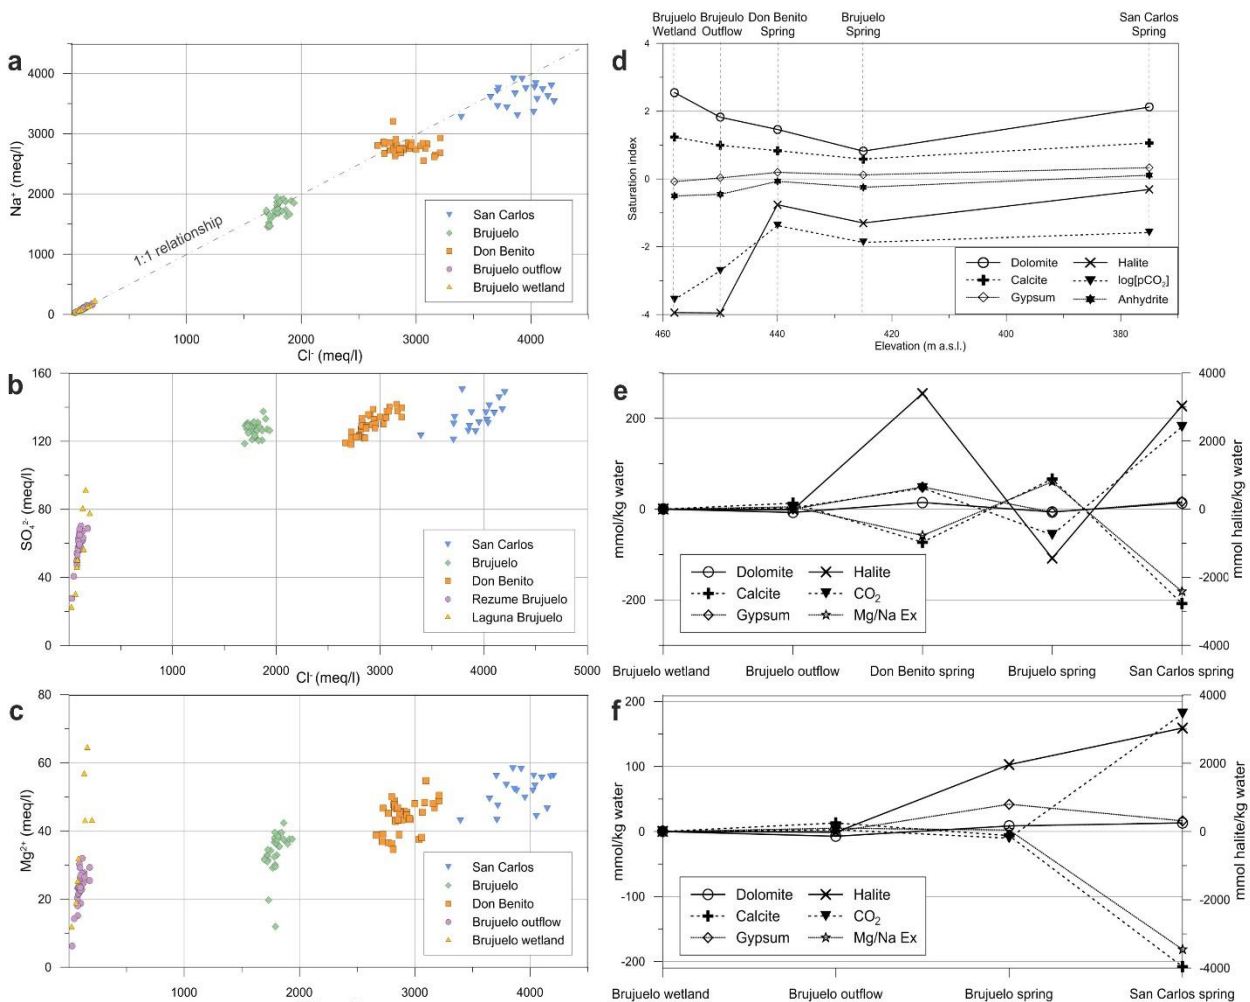 a
4000
3000
2000
1000
0
Na⁺ (meq/l)
1:1 relationship
San Carlos
Brujuelo
Don Benito
Brujuelo outflow
Brujuelo wetland
1000
2000
3000
4000
Cl⁻ (meq/l)
b
160
120
80
40
0
SO₄²⁻ (meq/l)
San Carlos
Brujuelo
Don Benito
Rezume Brujuelo
Laguna Brujuelo
1000
2000
3000
4000
5000
Cl⁻ (meq/l)
c
80
60
40
20
0
Mg²⁺ (meq/l)
San Carlos
Brujuelo
Don Benito
Brujuelo outflow
Brujuelo wetland
1000
2000
3000
4000
Brujuelo
Wetland
Brujeulo
Outflow
Don Benito
Spring
Brujuelo
Spring
San Carlos
Spring
d
4
2
0
-2
-4
Saturation index
Dolomite
Calcite
Gypsum
Halite
log[pCO₂]
Anhydrite
460
440
420
400
380
Elevation (m a.s.l.)
e
200
0
-200
mmol/kg water
4000
2000
0
-2000
-4000
mmol halite/kg water
Dolomite
Calcite
Gypsum
Halite
CO₂
Mg/Na Ex
Brujuelo wetland
Brujuelo outflow
Don Benito spring
Brujuelo spring
San Carlos spring
f
200
100
0
-100
-200
mmol/kg water
4000
2000
0
-2000
-4000
mmol halite/kg water
Dolomite
Calcite
Gypsum
Halite
CO₂
Mg/Na Ex
Brujuelo wetland
Brujuelo outflow
Brujuelo spring
San Carlos spring